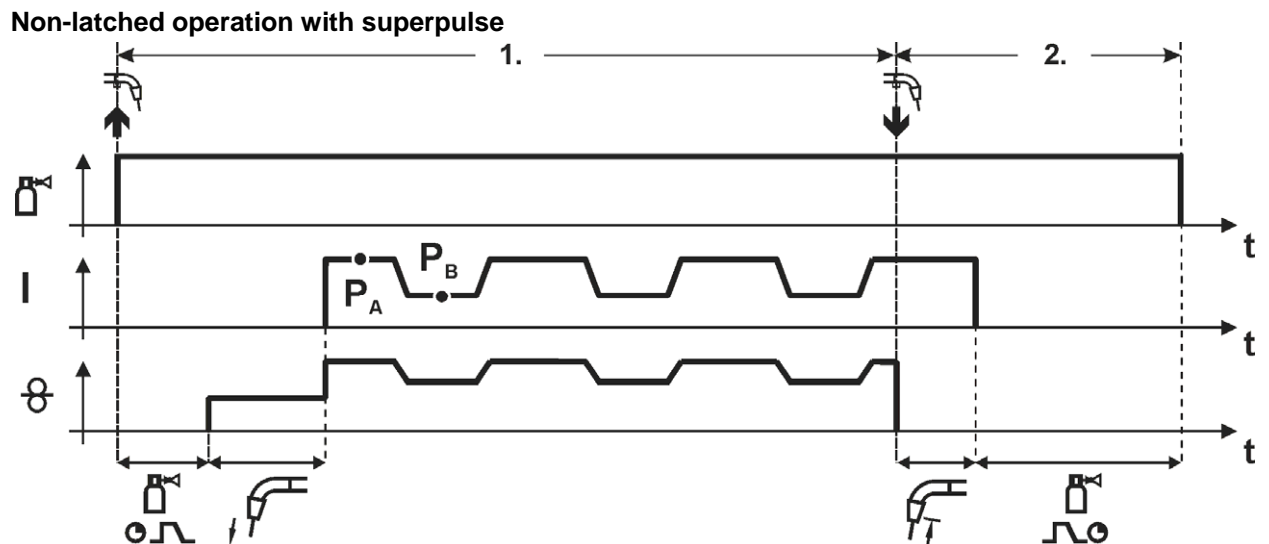 Non-latched operation with superpulse
1. 2.
t
I
P_B
P_A
t
t